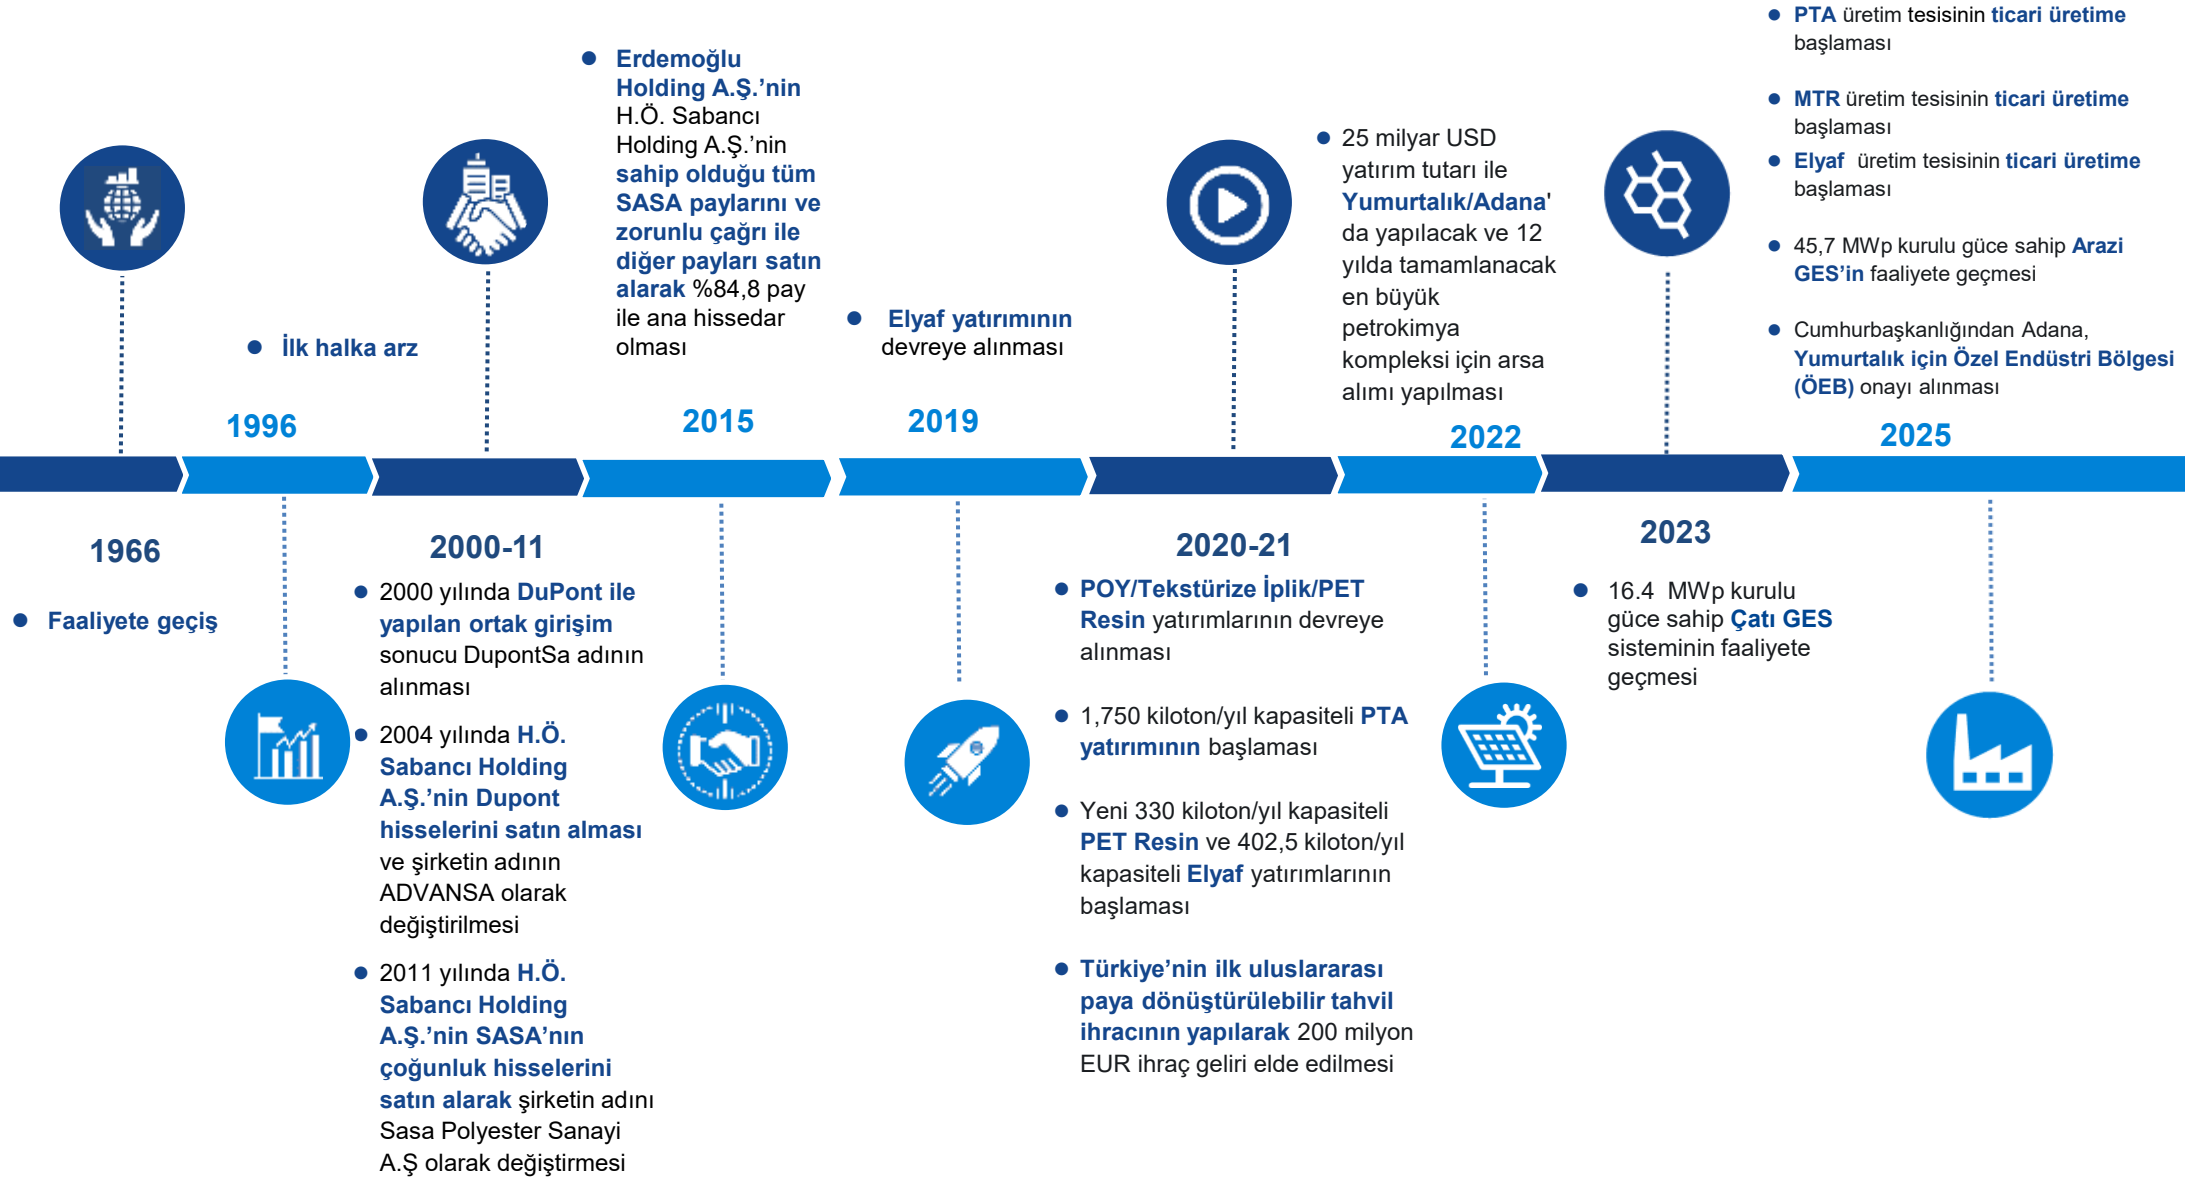 1966
● Faaliyete geçiş
● İlk halka arz
1996
2000-11
● 2000 yılında DuPont ile
yapılan ortak girişim
sonucu DupontSa adının
alınması
● 2004 yılında H.Ö.
Sabancı Holding
A.Ş.’nin Dupont
hisselerini satın alması
ve şirketin adının
ADVANSA olarak
değiştirilmesi
● 2011 yılında H.Ö.
Sabancı Holding
A.Ş.’nin SASA’nın
çoğunluk hisselerini
satın alarak şirketin adını
Sasa Polyester Sanayi
A.Ş olarak değiştirmesi
● Erdemoğlu
Holding A.Ş.’nin
H.Ö. Sabancı
Holding A.Ş.’nin
sahip olduğu tüm
SASA paylarını ve
zorunlu çağrı ile
diğer payları satın
alarak %84,8 pay
ile ana hissedar
olması
2015
● Elyaf yatırımının
devreye alınması
2019
2020-21
● POY/Tekstürize İplik/PET
Resin yatırımlarının devreye
alınması
● 1,750 kiloton/yıl kapasiteli PTA
yatırımının başlaması
● Yeni 330 kiloton/yıl kapasiteli
PET Resin ve 402,5 kiloton/yıl
kapasiteli Elyaf yatırımlarının
başlaması
● Türkiye’nin ilk uluslararası
paya dönüştürülebilir tahvil
ihracının yapılarak 200 milyon
EUR ihraç geliri elde edilmesi
● 25 milyar USD
yatırım tutarı ile
Yumurtalık/Adana'
da yapılacak ve 12
yılda tamamlanacak
en büyük
petrokimya
kompleksi için arsa
alımı yapılması
2022
2023
● 16.4 MWp kurulu
güce sahip Çatı GES
sisteminin faaliyete
geçmesi
● PTA üretim tesisinin ticari üretime
başlaması
● MTR üretim tesisinin ticari üretime
başlaması
● Elyaf üretim tesisinin ticari üretime
başlaması
● 45,7 MWp kurulu güce sahip Arazi
GES’in faaliyete geçmesi
● Cumhurbaşkanlığından Adana,
Yumurtalık için Özel Endüstri Bölgesi
(ÖEB) onayı alınması
2025